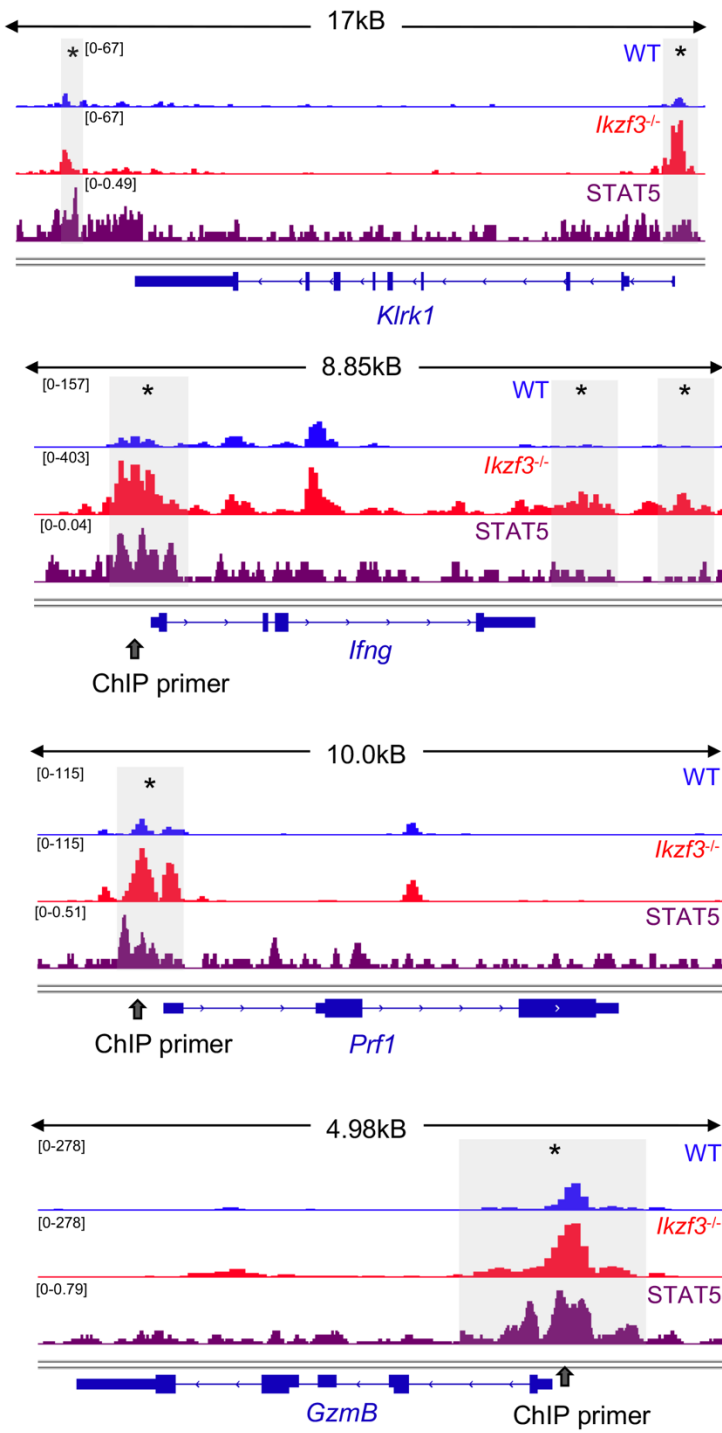 17kB
* [0-67] WT *
[0-67] Ikzf3-/-
[0-0.49] STAT5
Klrk1
8.85kB
[0-157] * WT * *
[0-403] Ikzf3-/-
[0-0.04] STAT5
Ifng
ChIP primer
10.0kB
[0-115] * WT
[0-115] Ikzf3-/-
[0-0.51] STAT5
ChIP primer Prf1
4.98kB
[0-278] * WT
[0-278] Ikzf3-/-
[0-0.79] STAT5
GzmB ChIP primer